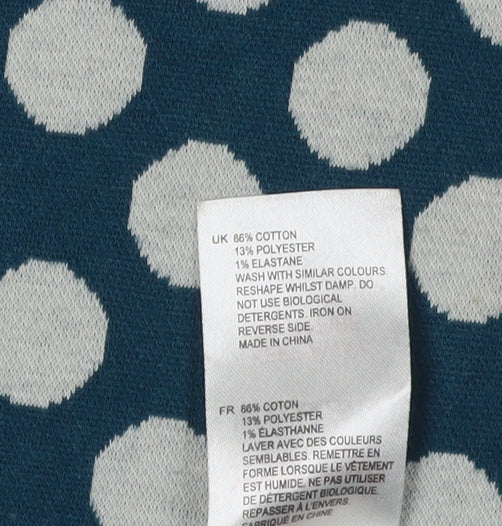 UK 86% COTTON
13% POLYESTER
1% ELASTANE
WASH WITH SIMILAR COLOURS.
RESHAPE WHILST DAMP. DO
NOT USE BIOLOGICAL
DETERGENTS. IRON ON
REVERSE SIDE.
MADE IN CHINA
FR 86% COTON
13% POLYESTER
1% ÉLASTHANNE
LAVER AVEC DES COULEURS
SEMBLABLES. REMETTRE EN
FORME LORSQUE LE VÊTEMENT
EST HUMIDE. NE PAS UTILISER
DE DÉTERGENT BIOLOGIQUE.
REPASSER À L'ENVERS.
FABRIQUÉ EN CHINE